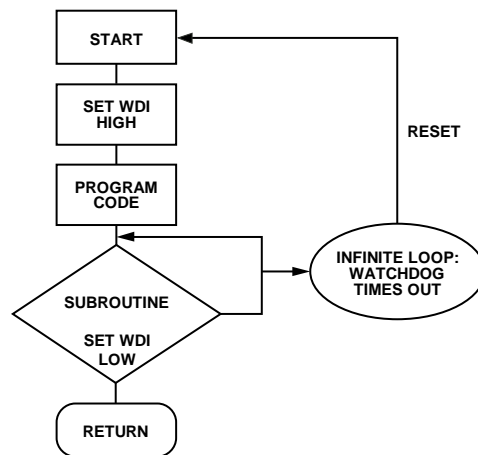 START
SET WDI
HIGH
RESET
PROGRAM
CODE
INFINITE LOOP:
WATCHDOG
TIMES OUT
SUBROUTINE
SET WDI
LOW
RETURN